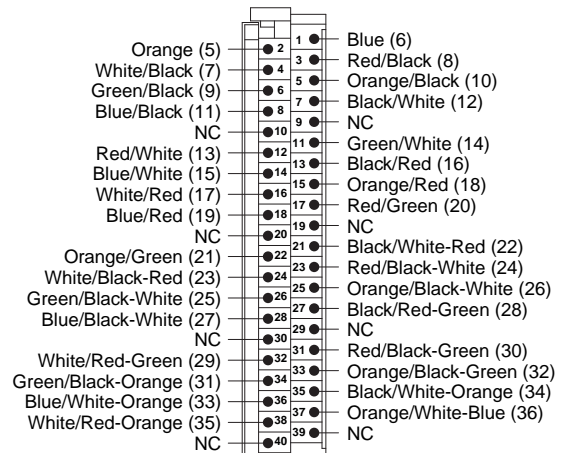 1 Blue (6)
Orange (5) 2
3 Red/Black (8)
White/Black (7) 4
5 Orange/Black (10)
Green/Black (9) 6
7 Black/White (12)
Blue/Black (11) 8
9 NC
NC 10
11 Green/White (14)
Red/White (13) 12
13 Black/Red (16)
Blue/White (15) 14
15 Orange/Red (18)
White/Red (17) 16
17 Red/Green (20)
Blue/Red (19) 18
19 NC
NC 20
21 Black/White-Red (22)
Orange/Green (21) 22
23 Red/Black-White (24)
White/Black-Red (23) 24
25 Orange/Black-White (26)
Green/Black-White (25) 26
27 Black/Red-Green (28)
Blue/Black-White (27) 28
29 NC
NC 30
31 Red/Black-Green (30)
White/Red-Green (29) 32
33 Orange/Black-Green (32)
Green/Black-Orange (31) 34
35 Black/White-Orange (34)
Blue/White-Orange (33) 36
37 Orange/White-Blue (36)
White/Red-Orange (35) 38
39 NC
NC 40